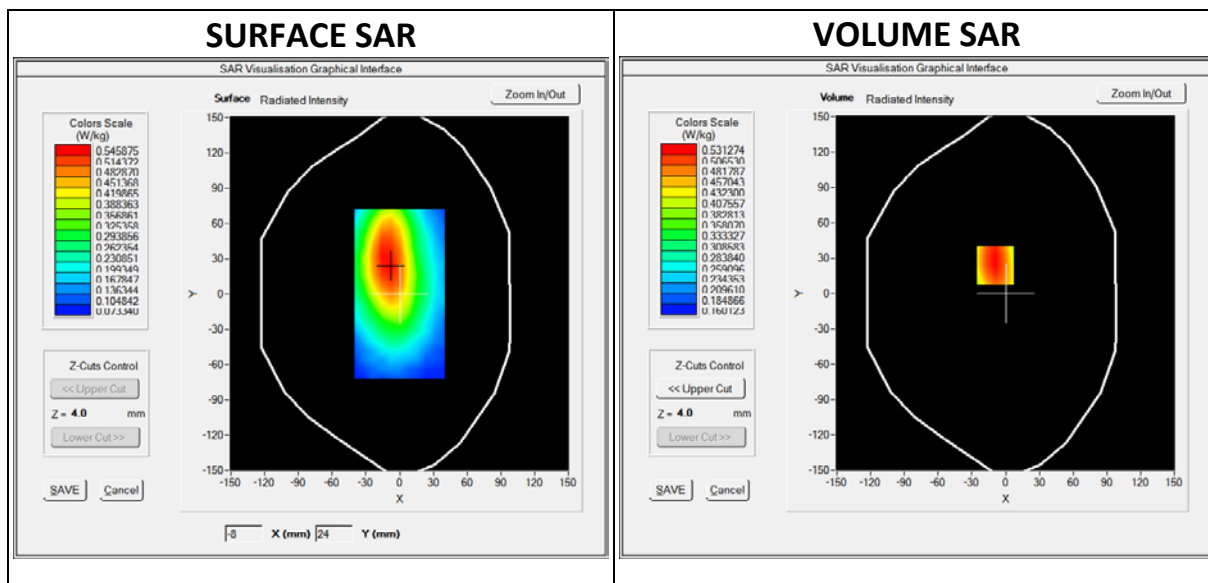 SURFACE SAR
SAR Visualisation Graphical Interface
Surface Radiated Intensity
Zoom In/Out
Colors Scale
(W/kg)
0.545875
0.514372
0.482870
0.451368
0.419865
0.388363
0.356861
0.325358
0.293856
0.262354
0.230851
0.199349
0.167847
0.136344
0.104842
0.073340
Z-Cuts Control
<< Upper Cut
Z = 4.0 mm
Lower Cut >>
SAVE Cancel
150
120
90
60
30
0
-30
-60
-90
-120
-150
Y
-150 -120 -90 -60 -30 0 30 60 90 120 150
X
-8 X (mm) 24 Y (mm)
VOLUME SAR
SAR Visualisation Graphical Interface
Volume Radiated Intensity
Zoom In/Out
Colors Scale
(W/kg)
0.531274
0.506530
0.481787
0.457043
0.432300
0.407557
0.382813
0.358070
0.333327
0.308583
0.283840
0.259096
0.234353
0.209610
0.184866
0.160123
Z-Cuts Control
<< Upper Cut
Z = 4.0 mm
Lower Cut >>
SAVE Cancel
150
120
90
60
30
0
-30
-60
-90
-120
-150
Y
-150 -120 -90 -60 -30 0 30 60 90 120 150
X